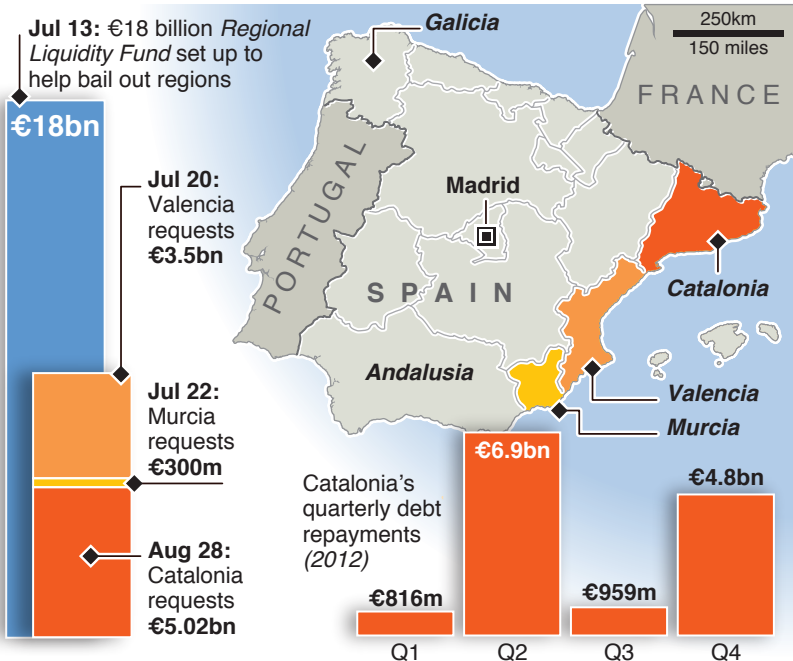 Jul 13: €18 billion Regional
Liquidity Fund set up to
help bail out regions
€18bn
Jul 20:
Valencia
requests
€3.5bn
Jul 22:
Murcia
requests
€300m
Aug 28:
Catalonia
requests
€5.02bn
Galicia
250km
150 miles
FRANCE
PORTUGAL
Madrid
SPAIN
Catalonia
Andalusia
Valencia
Murcia
Catalonia's
quarterly debt
repayments
(2012)
€816m
€6.9bn
€959m
€4.8bn
Q1
Q2
Q3
Q4